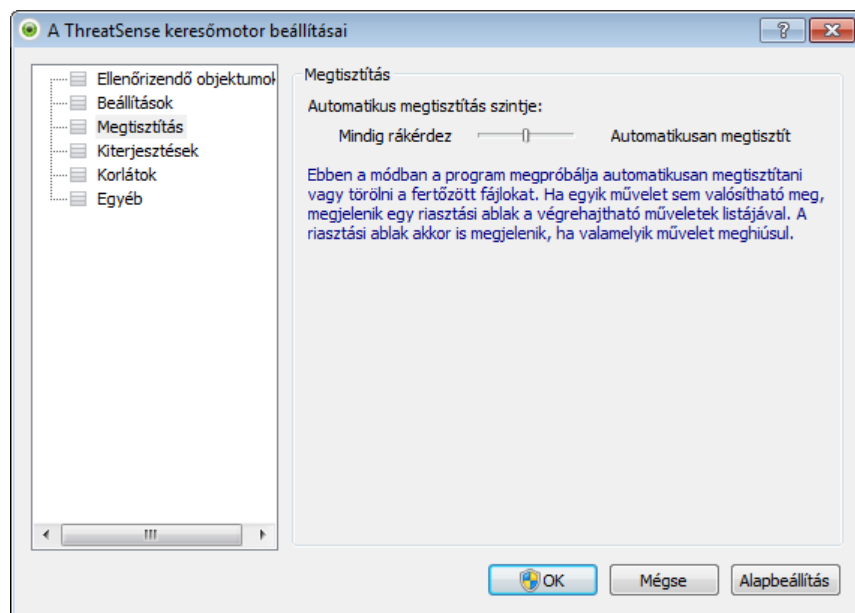 A ThreatSense keresőmotor beállításai
Ellenőrizendő objektumok
Beállítások
Megtisztítás
Kiterjesztések
Korlátok
Egyéb
Megtisztítás
Automatikus megtisztítás szintje:
Mindig rákérdez Automatikusan megtisztít
Ebben a módban a program megpróbálja automatikusan megtisztítani
vagy törölni a fertőzött fájlokat. Ha egyik művelet sem valósítható meg,
megjelenik egy riasztási ablak a végrehajtható műveletek listájával. A
riasztási ablak akkor is megjelenik, ha valamelyik művelet meghiúsul.
OK Mégse Alapbeállítás